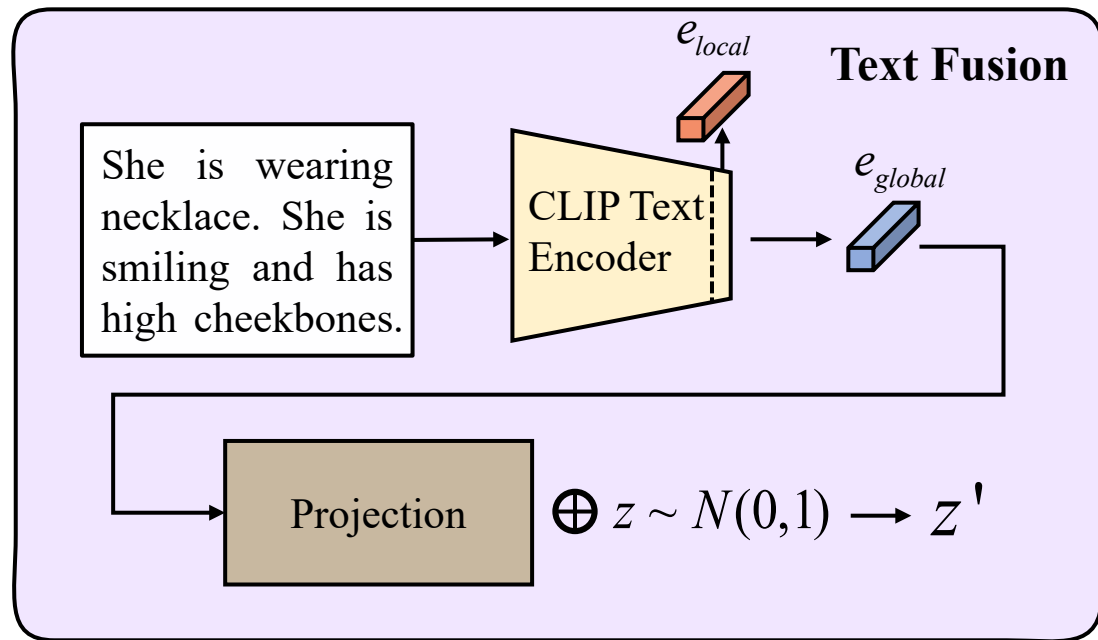 e_local
Text Fusion
She is wearing
necklace. She is
smiling and has
high cheekbones.
CLIP Text
Encoder
e_global
Projection
⊕ z ~ N(0,1) → z'